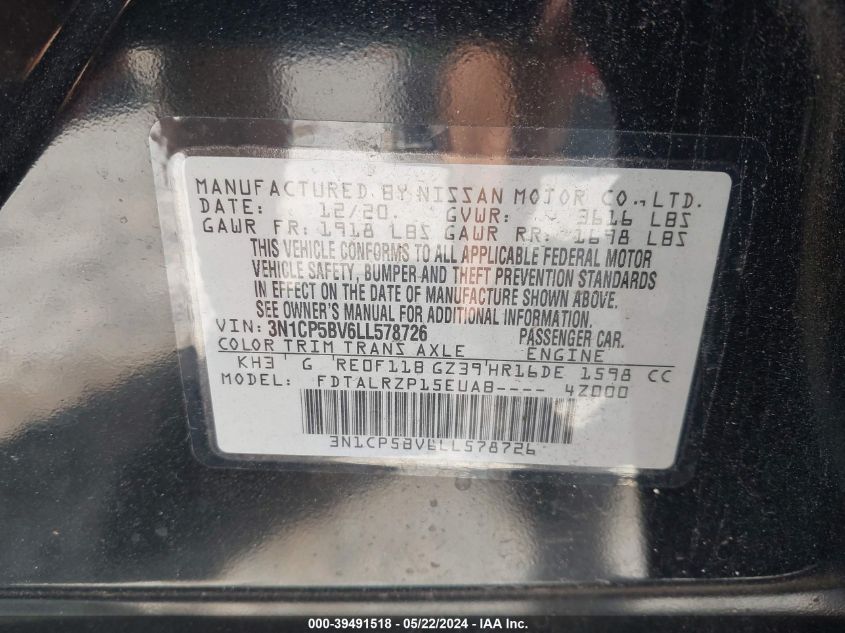 MANUFACTURED BY NISSAN MOTOR CO., LTD.
DATE: 12/20 GVWR: 3616 LBS
GAWR FR: 1918 LBS GAWR RR: 1698 LBS
THIS VEHICLE CONFORMS TO ALL APPLICABLE FEDERAL MOTOR
VEHICLE SAFETY, BUMPER AND THEFT PREVENTION STANDARDS
IN EFFECT ON THE DATE OF MANUFACTURE SHOWN ABOVE.
SEE OWNER'S MANUAL FOR ADDITIONAL INFORMATION.
VIN: 3N1CP5BV6LL578726 PASSENGER CAR.
COLOR TRIM TRANS AXLE ENGINE
KH3 ' G 'RE0F11B GZ39'HR16DE 1598 CC
MODEL: FDTALRZP15EUAB---- 4Z000
3N1CP5BV6LL578726
000-39491518 - 05/22/2024 - IAA Inc.